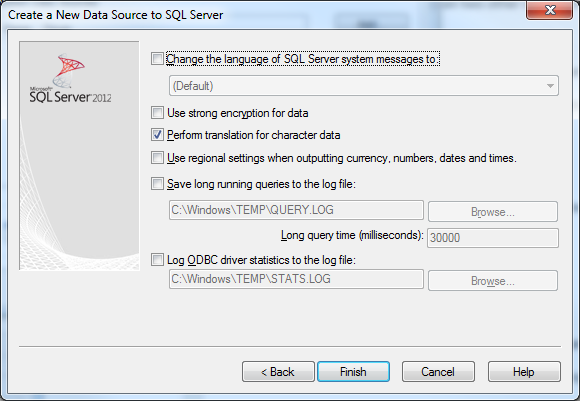 Create a New Data Source to SQL Server
Microsoft
SQL Server 2012
Change the language of SQL Server system messages to:
(Default)
Use strong encryption for data
Perform translation for character data
Use regional settings when outputting currency, numbers, dates and times.
Save long running queries to the log file:
C:\Windows\TEMP\QUERY.LOG
Browse...
Long query time (milliseconds):
30000
Log ODBC driver statistics to the log file:
C:\Windows\TEMP\STATS.LOG
Browse...
< Back
Finish
Cancel
Help